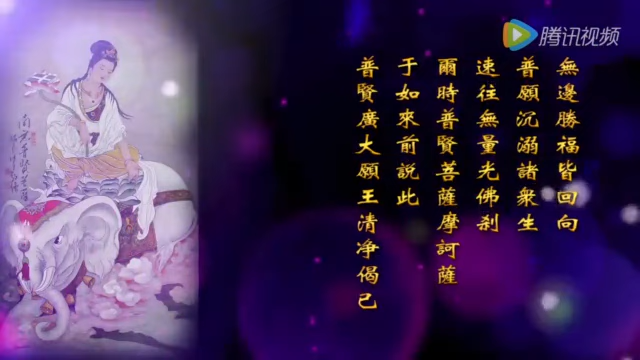 無邊勝福皆回向
普願沉溺諸衆生
速往無量光佛刹
爾時普賢菩薩摩訶薩
于如來前說此
普賢廣大願王清净偈已
腾讯视频